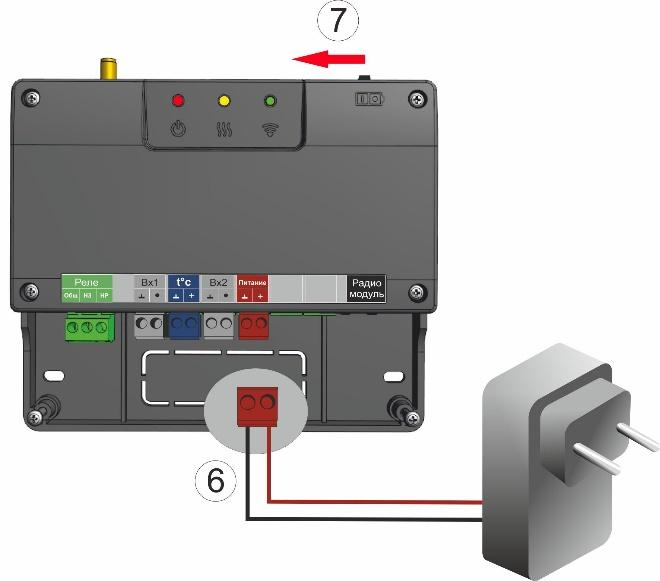 7
Реле
Общ НЗ НР
Вх1
t°c
+
Вх2
Питание
+
Радио
модуль
6